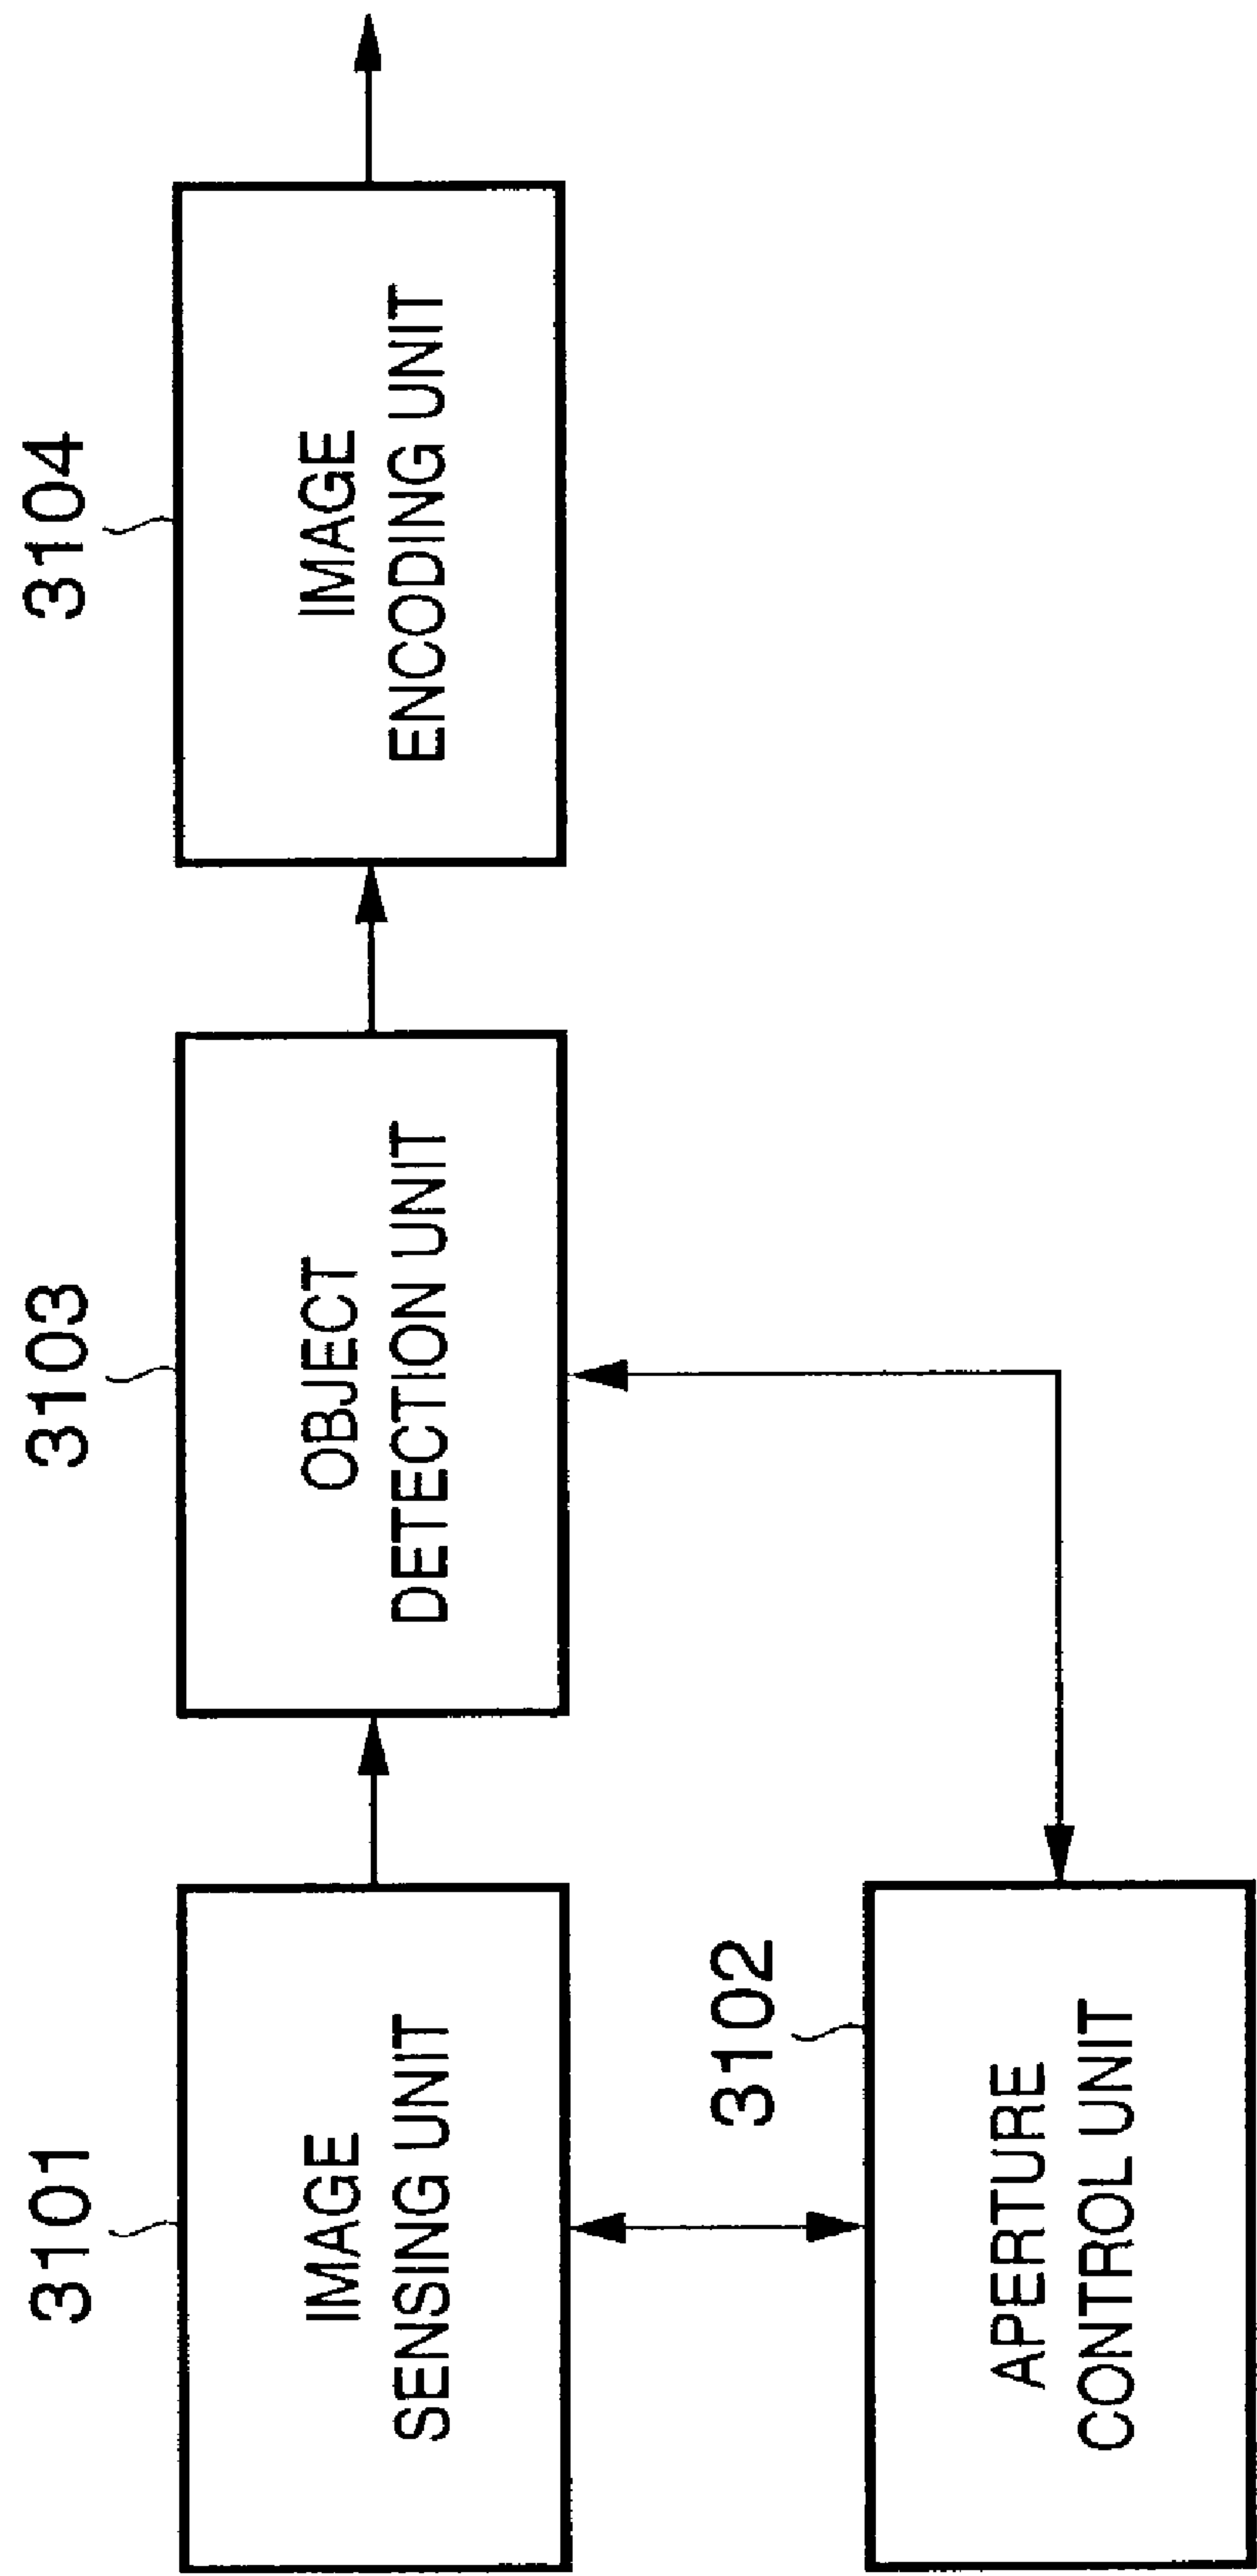 3101
IMAGE
SENSING UNIT
3103
OBJECT
DETECTION UNIT
3104
IMAGE
ENCODING UNIT
3102
APERTURE
CONTROL UNIT